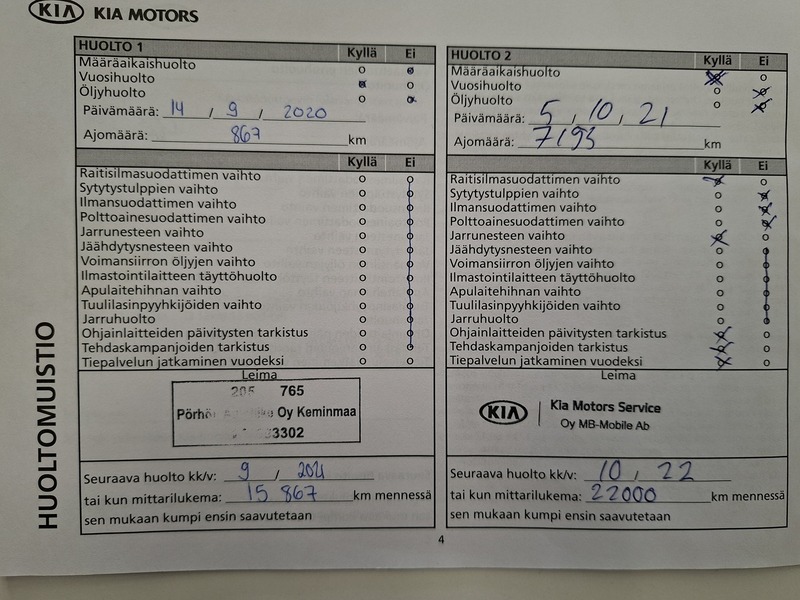 KIA KIA MOTORS
HUOLTOMUISTIO
HUOLTO 1 Kyllä Ei
Määräaikaishuolto
Vuosihuolto
Öljyhuolto
Päivämäärä: 14 / 9 / 2020
Ajomäärä: 867 km
Kyllä Ei
Raitisilmasuodattimen vaihto
Sytytystulppien vaihto
Ilmansuodattimen vaihto
Polttoainesuodattimen vaihto
Jarrunesteen vaihto
Jäähdytysnesteen vaihto
Voimansiirron öljyjen vaihto
Ilmastointilaitteen täyttöhuolto
Apulaitehihnan vaihto
Tuulilasinpyyhkijöiden vaihto
Jarruhuolto
Ohjainlaitteiden päivitysten tarkistus
Tehdaskampanjoiden tarkistus
Tiepalvelun jatkaminen vuodeksi
Leima
765
Oy Keminmaa
3302
Seuraava huolto kk/v: 9 / 2021
tai kun mittarilukema: 15 867 km mennessä
sen mukaan kumpi ensin saavutetaan
HUOLTO 2 Kyllä Ei
Määräaikaishuolto
Vuosihuolto
Öljyhuolto
Päivämäärä: 5, 10, 21
Ajomäärä: 7193 km
Kyllä Ei
Raitisilmasuodattimen vaihto
Sytytystulppien vaihto
Ilmansuodattimen vaihto
Polttoainesuodattimen vaihto
Jarrunesteen vaihto
Jäähdytysnesteen vaihto
Voimansiirron öljyjen vaihto
Ilmastointilaitteen täyttöhuolto
Apulaitehihnan vaihto
Tuulilasinpyyhkijöiden vaihto
Jarruhuolto
Ohjainlaitteiden päivitysten tarkistus
Tehdaskampanjoiden tarkistus
Tiepalvelun jatkaminen vuodeksi
Leima
KIA Kia Motors Service
Oy MB-Mobile Ab
Seuraava huolto kk/v: 10, 22
tai kun mittarilukema: 22000 km mennessä
sen mukaan kumpi ensin saavutetaan
4